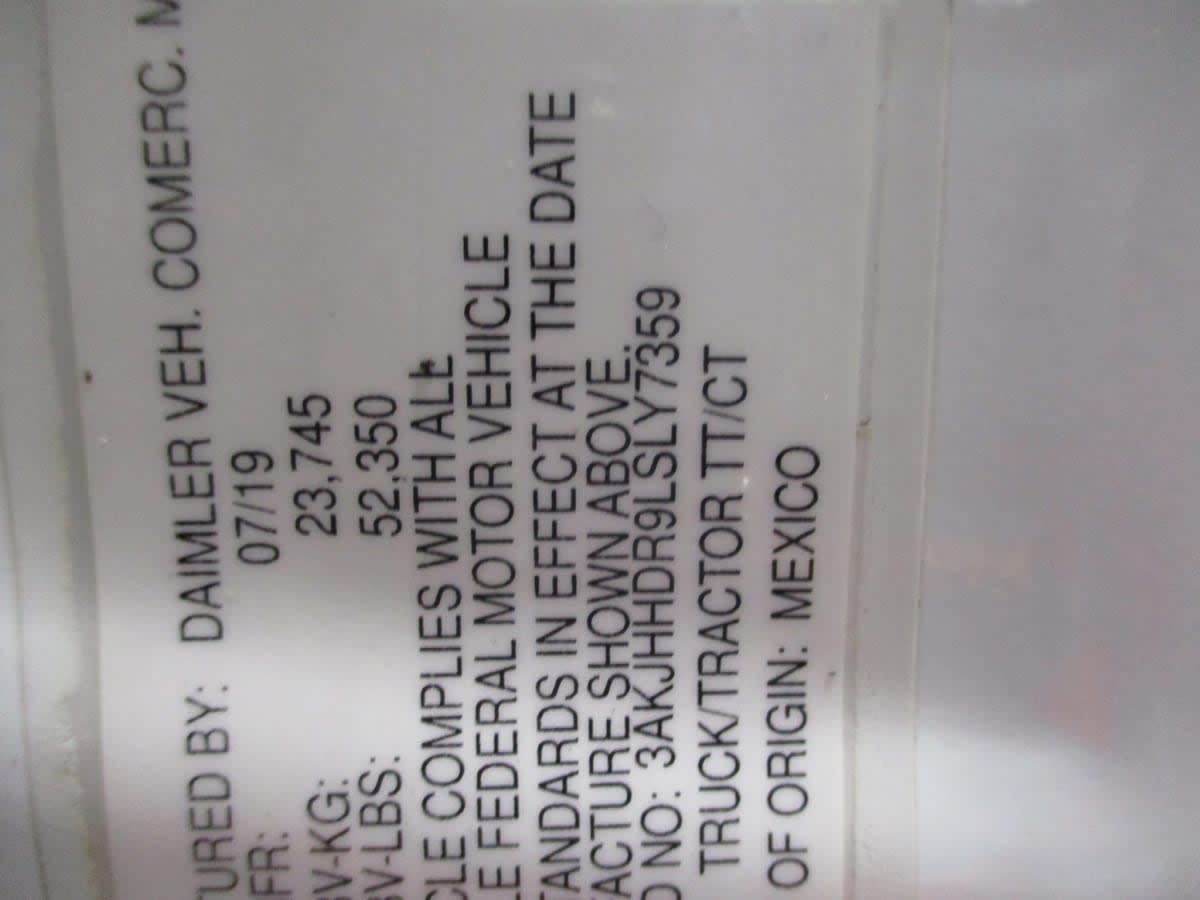 TURED BY: DAIMLER VEH. COMERC. M
FR: 07/19
V-KG: 23,745
V-LBS: 52,350
CLE COMPLIES WITH ALL
LE FEDERAL MOTOR VEHICLE
TANDARDS IN EFFECT AT THE DATE
ACTURE SHOWN ABOVE.
NO: 3AKJHHDR9LSLY7359
TRUCK/TRACTOR TT/CT
OF ORIGIN: MEXICO